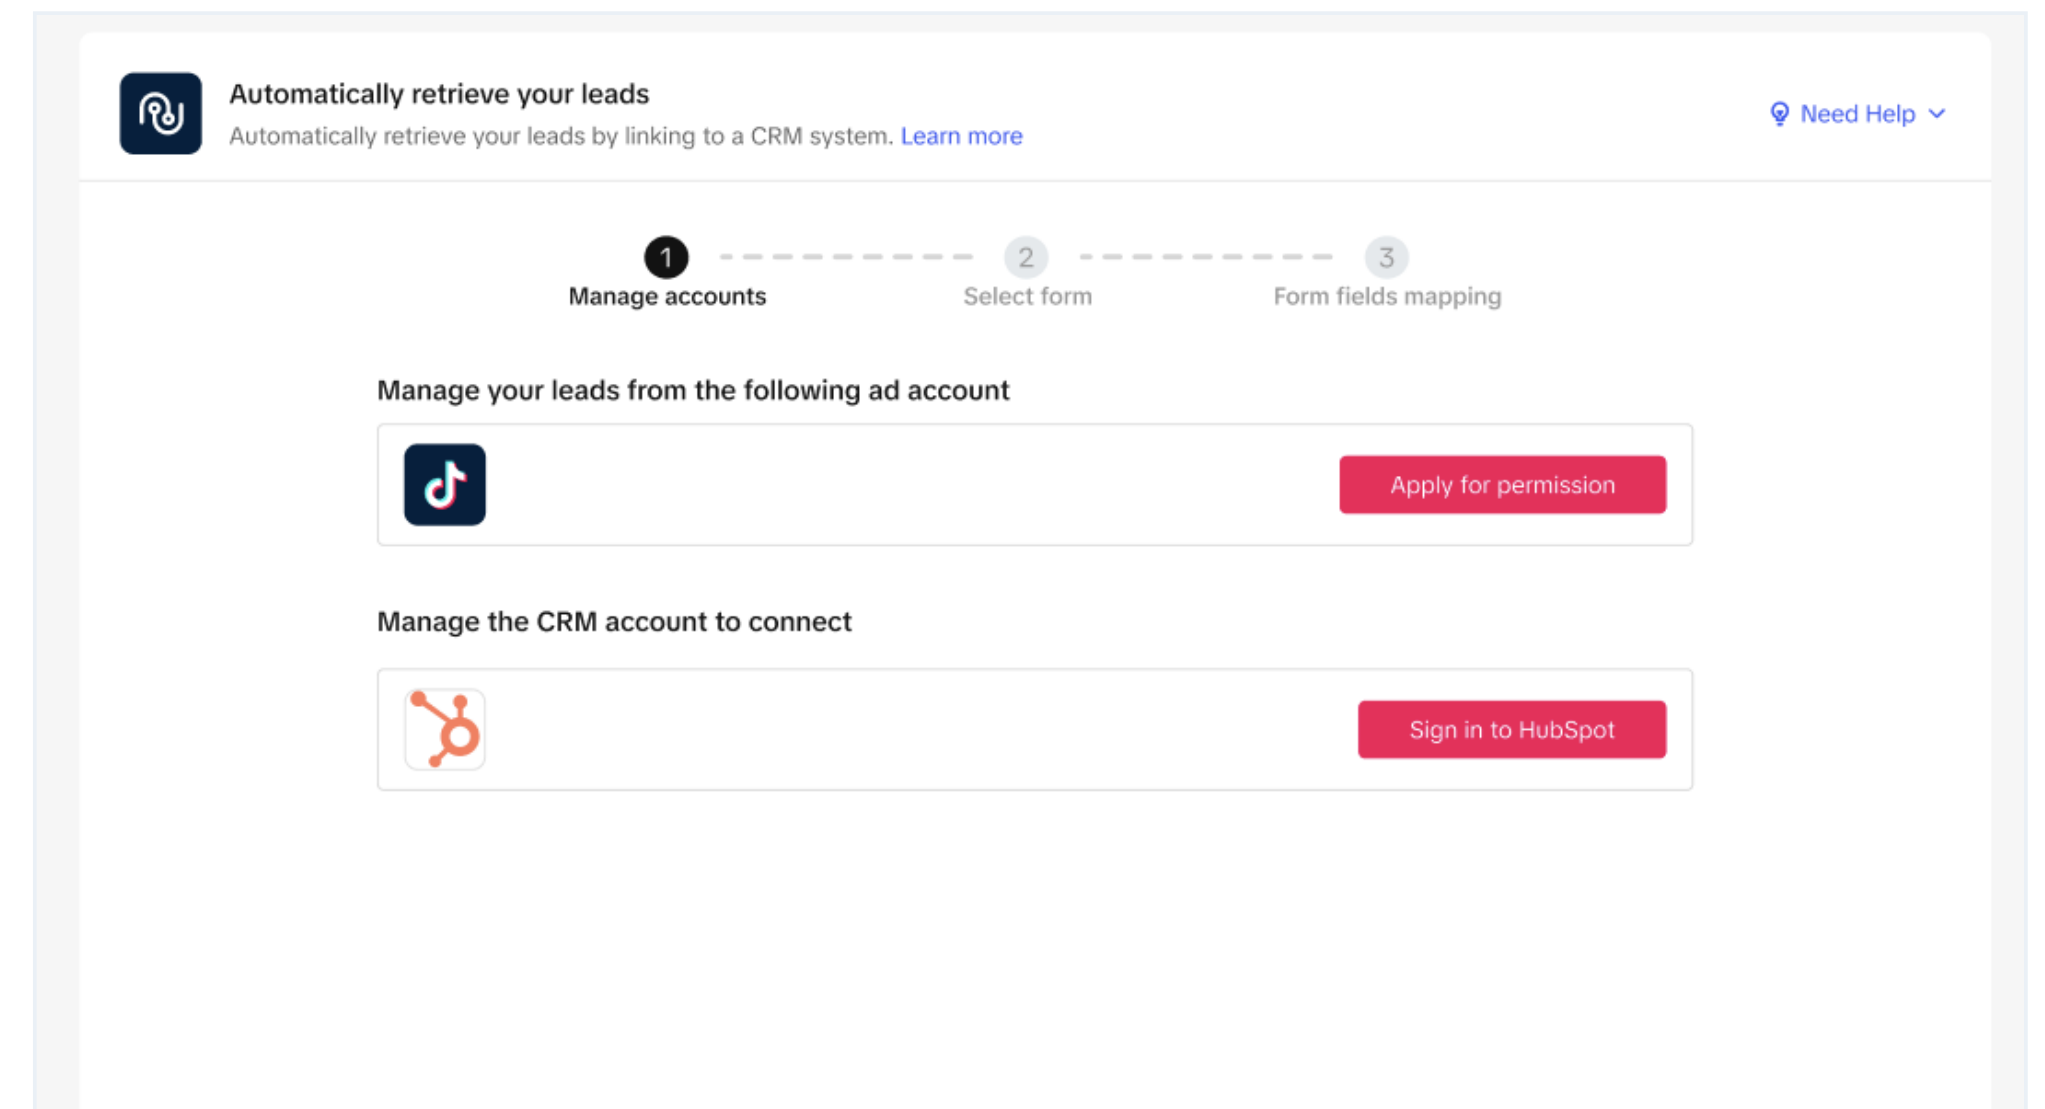 Automatically retrieve your leads
Automatically retrieve your leads by linking to a CRM system. Learn more
Need Help
1
2
3
Manage accounts
Select form
Form fields mapping
Manage your leads from the following ad account
Apply for permission
Manage the CRM account to connect
Sign in to HubSpot